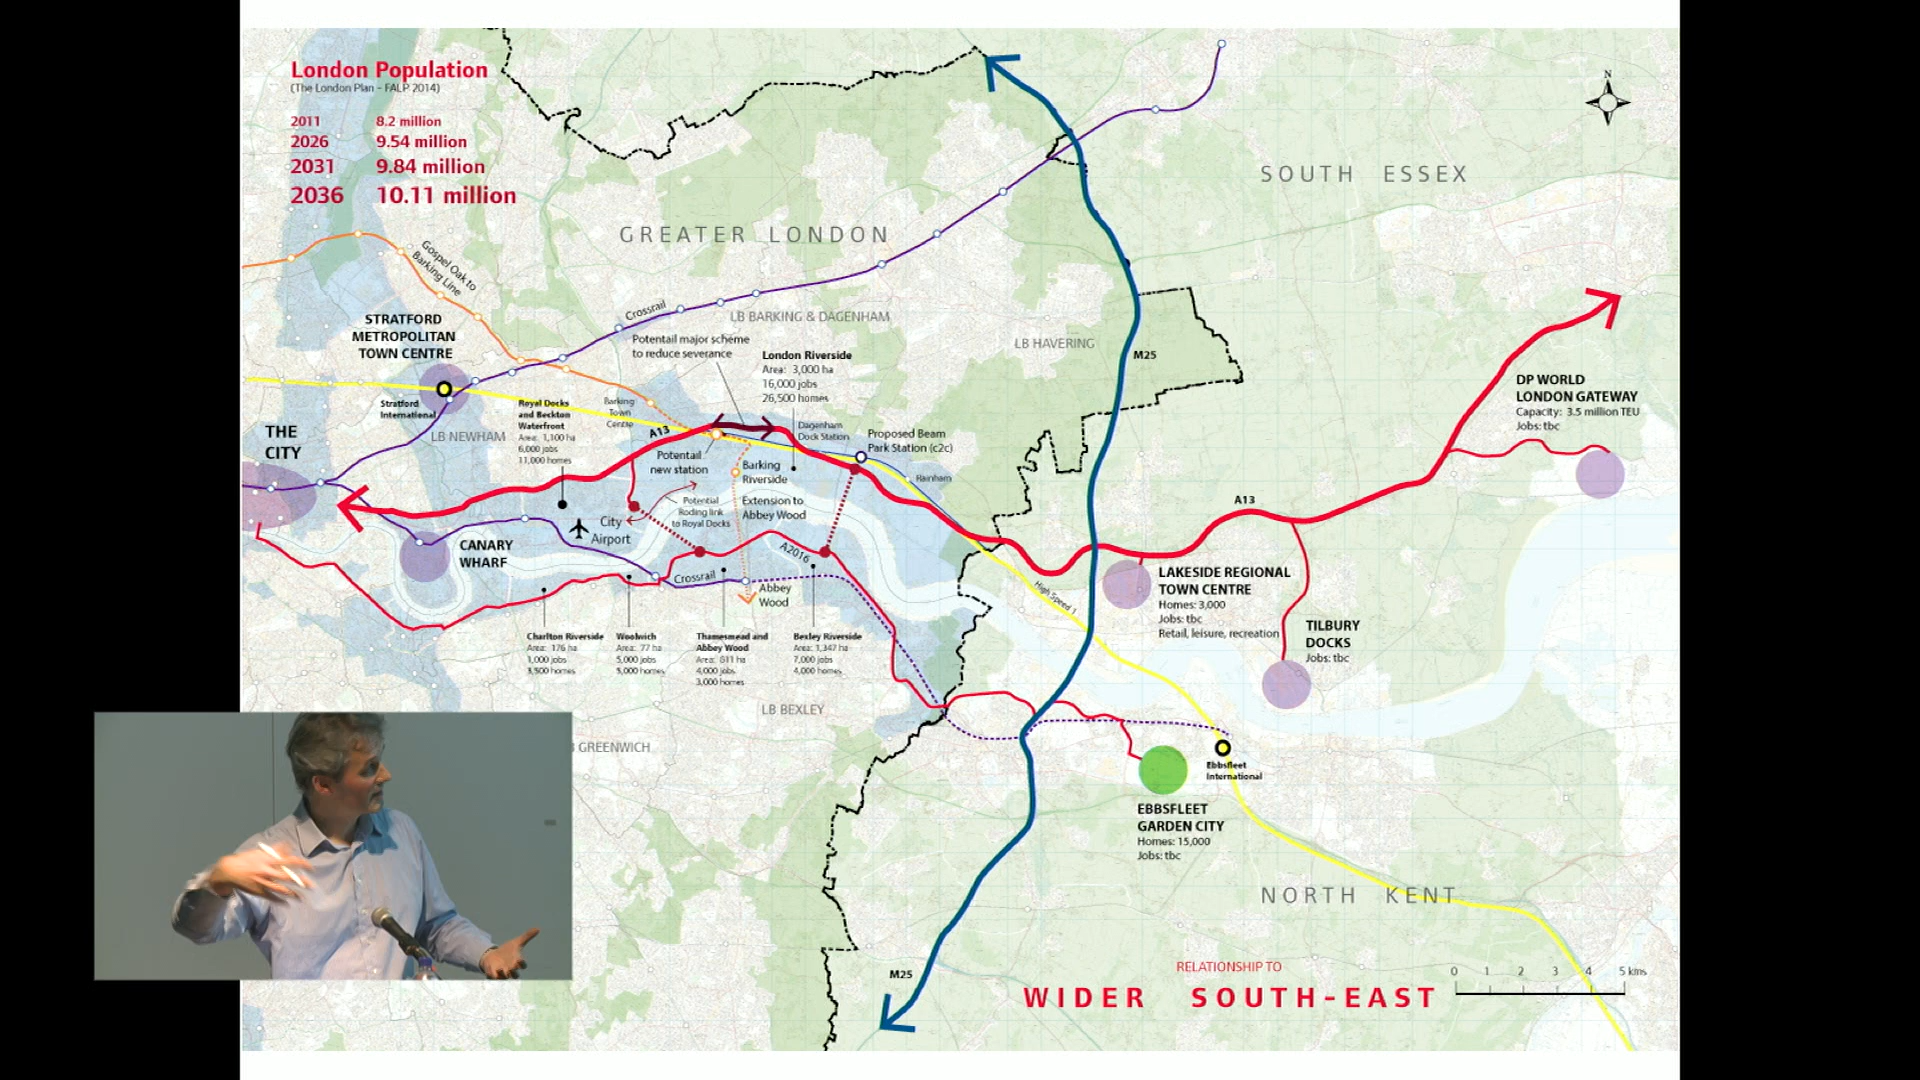 London Population
(The London Plan - FALP 2014)
2011 8.2 million
2026 9.54 million
2031 9.84 million
2036 10.11 million
N
SOUTH ESSEX
GREATER LONDON
Gospel Oak to
Barking Line
Crossrail
LB BARKING & DAGENHAM
STRATFORD
METROPOLITAN
TOWN CENTRE
Potentail major scheme
to reduce severance
LB HAVERING
M25
London Riverside
Area: 3,000 ha
16,000 jobs
26,500 homes
DP WORLD
LONDON GATEWAY
Capacity: 3.5 million TEU
Jobs: tbc
Stratford
International
Royal Docks
and Beckton
Waterfront
Area: 1,100 ha
6,000 jobs
11,000 homes
Barking
Town
Centre
THE
CITY
LB NEWHAM
A13
Dagenham
Dock Station
Proposed Beam
Park Station (c2c)
Potentail
new station
Barking
Riverside
Rainham
Potential
Roding link
to Royal Docks
Extension to
Abbey Wood
A13
City
Airport
CANARY
WHARF
A2016
Crossrail
Abbey
Wood
High Speed 1
LAKESIDE REGIONAL
TOWN CENTRE
Homes: 3,000
Jobs: tbc
Retail, leisure, recreation
TILBURY
DOCKS
Jobs: tbc
Charlton Riverside
Area: 176 ha
1,000 jobs
3,500 homes
Woolwich
Area: 77 ha
5,000 jobs
5,000 homes
Thamesmead and
Abbey Wood
Area: 811 ha
4,000 jobs
3,000 homes
Bexley Riverside
Area: 1,347 ha
7,000 jobs
4,000 homes
LB BEXLEY
GREENWICH
Ebbsfleet
International
EBBSFLEET
GARDEN CITY
Homes: 15,000
Jobs: tbc
NORTH KENT
M25
RELATIONSHIP TO
WIDER SOUTH-EAST
0 1 2 3 4 5 kms